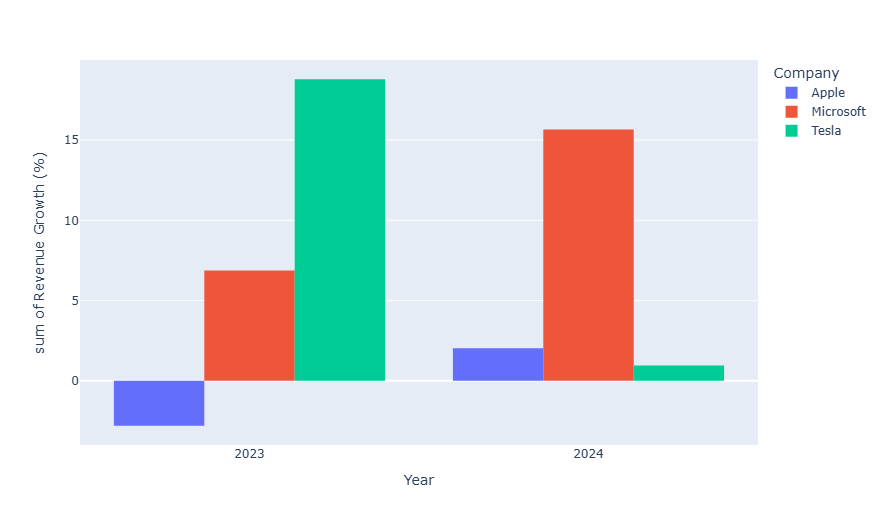 Company
Apple
Microsoft
Tesla
sum of Revenue Growth (%)
15
10
5
0
2023
2024
Year